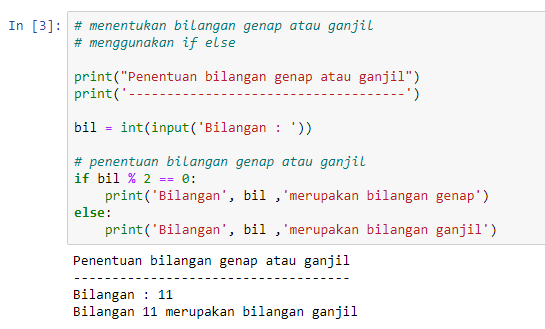 In [3]: # menentukan bilangan genap atau ganjil
# menggunakan if else
print("Penentuan bilangan genap atau ganjil")
print('------------------------------------')
bil = int(input('Bilangan : '))
# penentuan bilangan genap atau ganjil
if bil % 2 == 0:
    print('Bilangan', bil ,'merupakan bilangan genap')
else:
    print('Bilangan', bil ,'merupakan bilangan ganjil')
Penentuan bilangan genap atau ganjil
------------------------------------
Bilangan : 11
Bilangan 11 merupakan bilangan ganjil